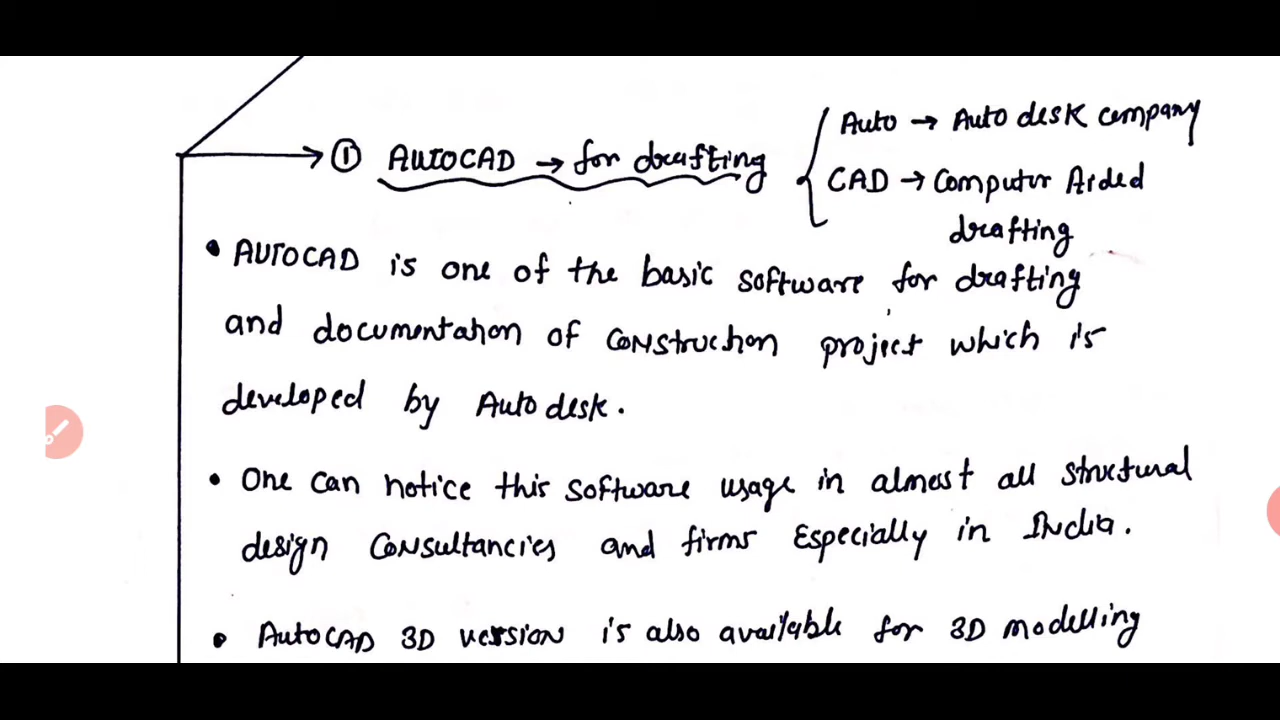 ① AUTOCAD → for drafting
Auto → Auto desk company
CAD → Computer Aided
drafting
• AUTOCAD is one of the basic software for drafting
and documentation of construction project which is
developed by Auto desk.
• One can notice this software usage in almost all structural
design consultancies and firms Especially in India.
• AutoCAD 3D version is also available for 3D modelling